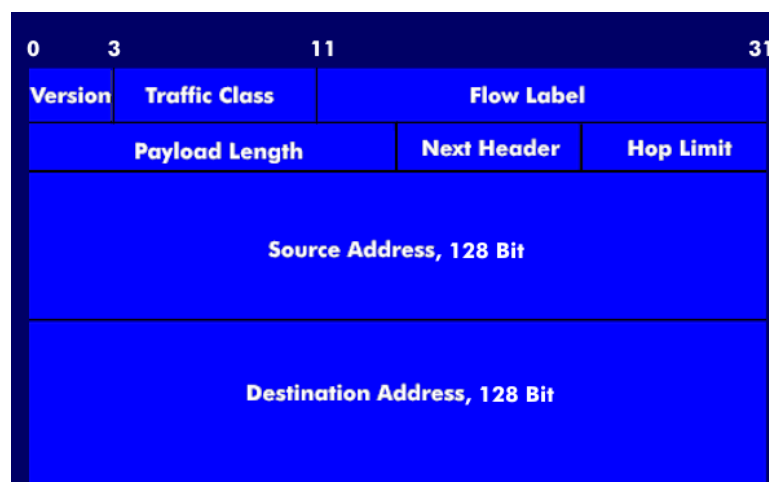 0 3 11 31
Version Traffic Class Flow Label
Payload Length Next Header Hop Limit
Source Address, 128 Bit
Destination Address, 128 Bit